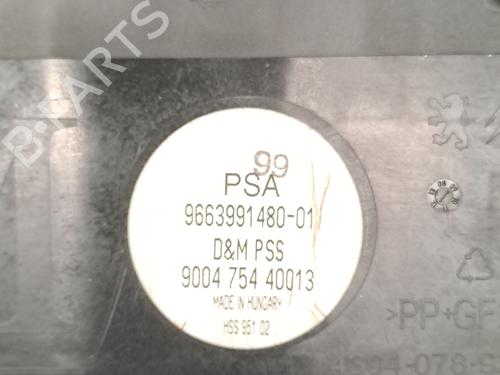 B-PARTS
99
PSA
9663991480-01
D&M PSS
9004 754 40013
MADE IN HUNGARY
HSS 951 02
>PP+GF